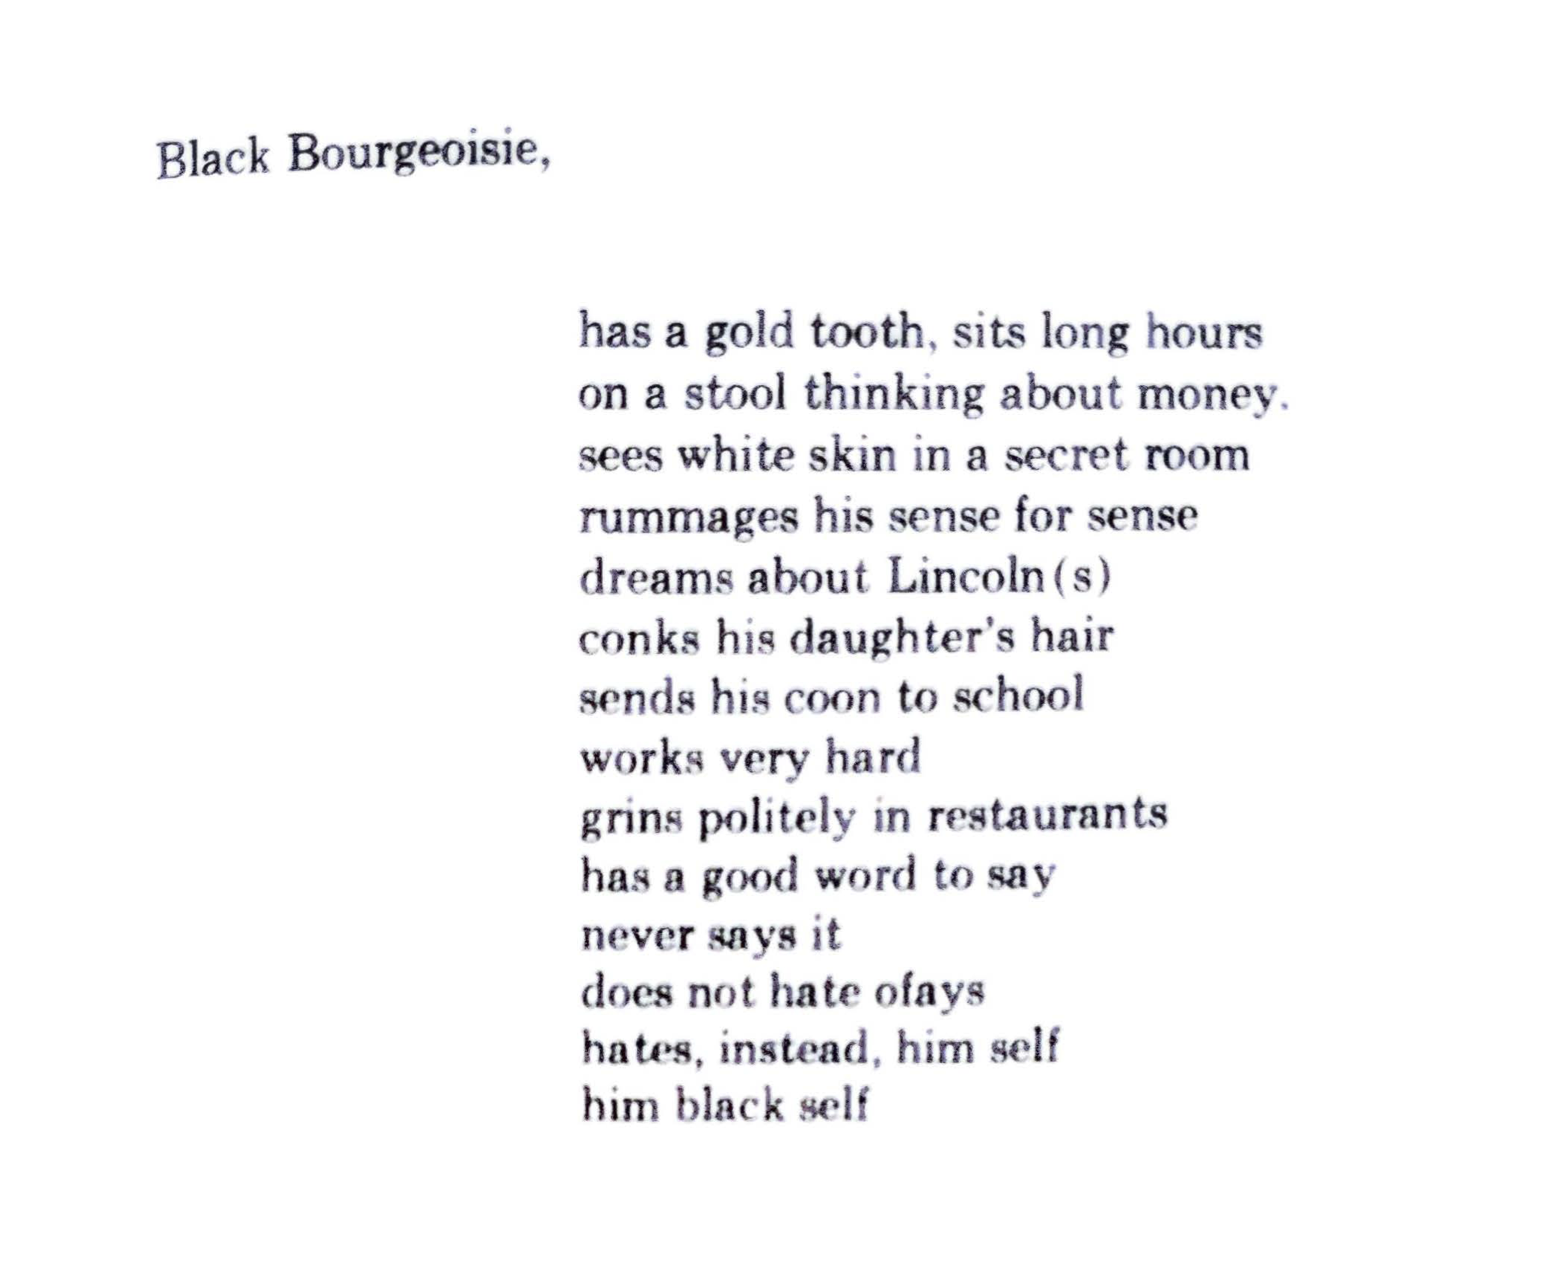 Black Bourgeoisie,
has a gold tooth, sits long hours
on a stool thinking about money.
sees white skin in a secret room
rummages his sense for sense
dreams about Lincoln(s)
conks his daughter's hair
sends his coon to school
works very hard
grins politely in restaurants
has a good word to say
never says it
does not hate ofays
hates, instead, him self
him black self